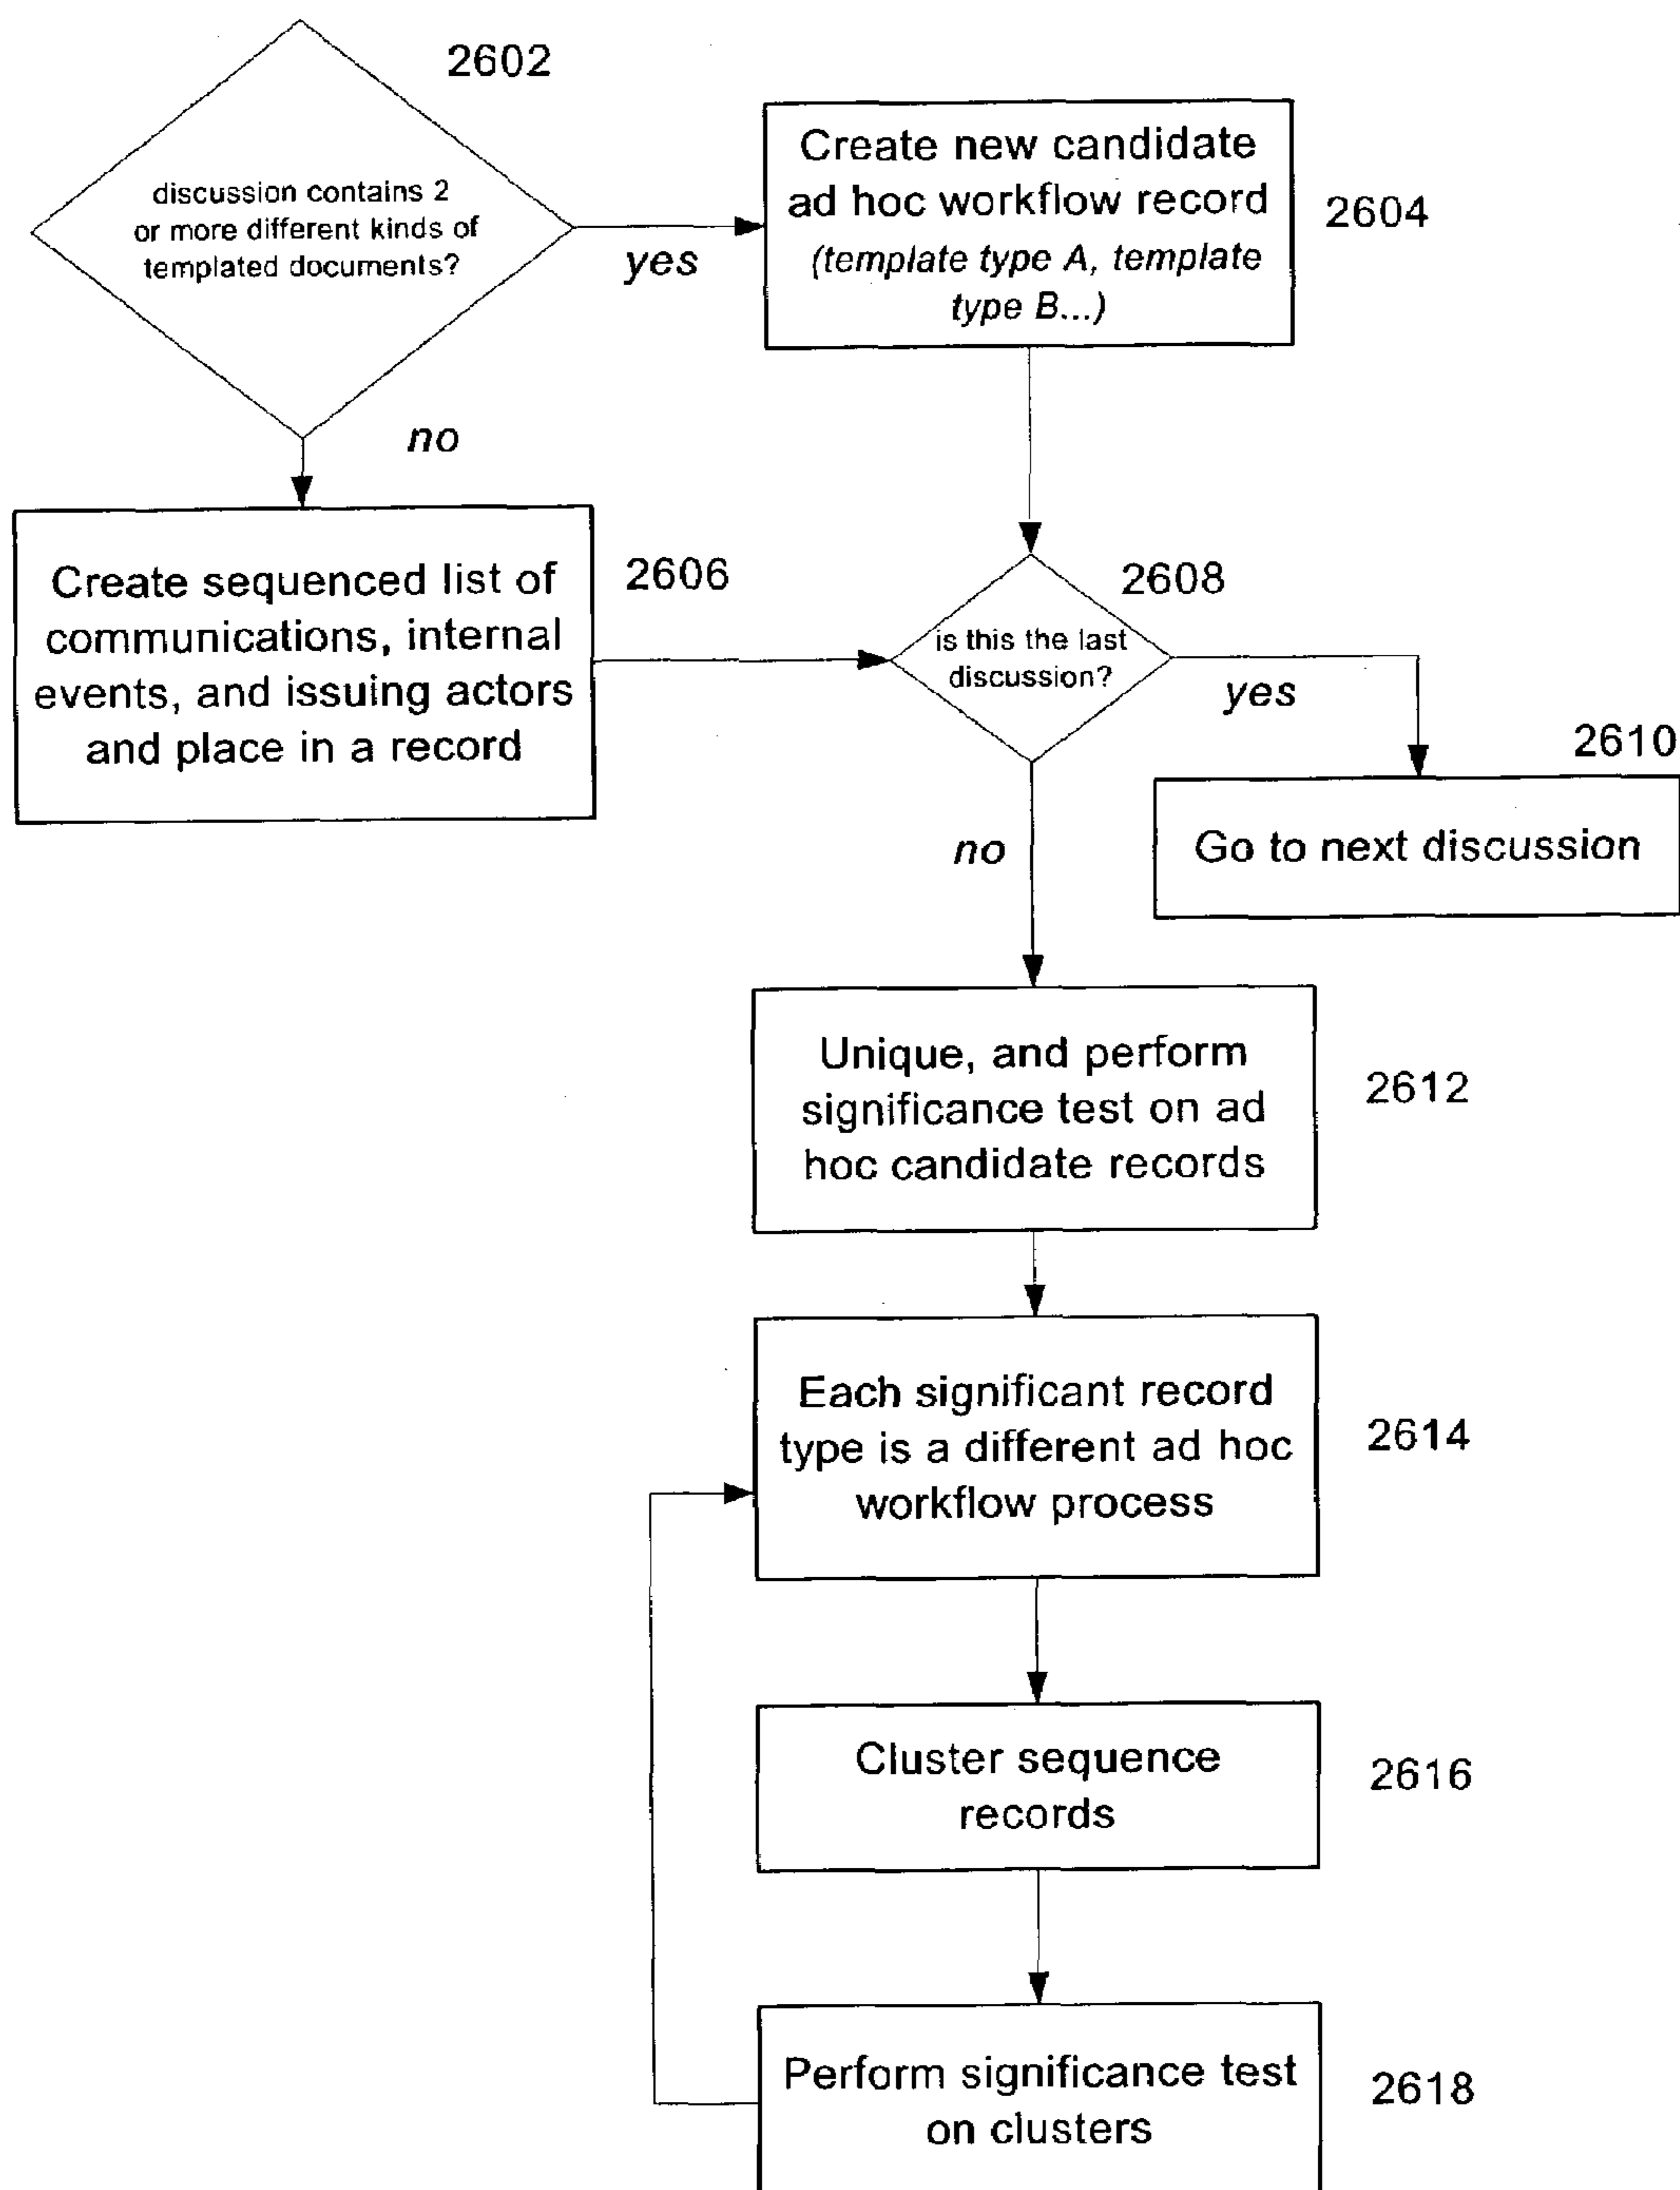 2602
discussion contains 2
or more different kinds of
templated documents?
yes
Create new candidate
ad hoc workflow record
(template type A, template
type B...)
2604
no
Create sequenced list of
communications, internal
events, and issuing actors
and place in a record
2606
2608
is this the last
discussion?
yes
2610
Go to next discussion
no
Unique, and perform
significance test on ad
hoc candidate records
2612
Each significant record
type is a different ad hoc
workflow process
2614
Cluster sequence
records
2616
Perform significance test
on clusters
2618